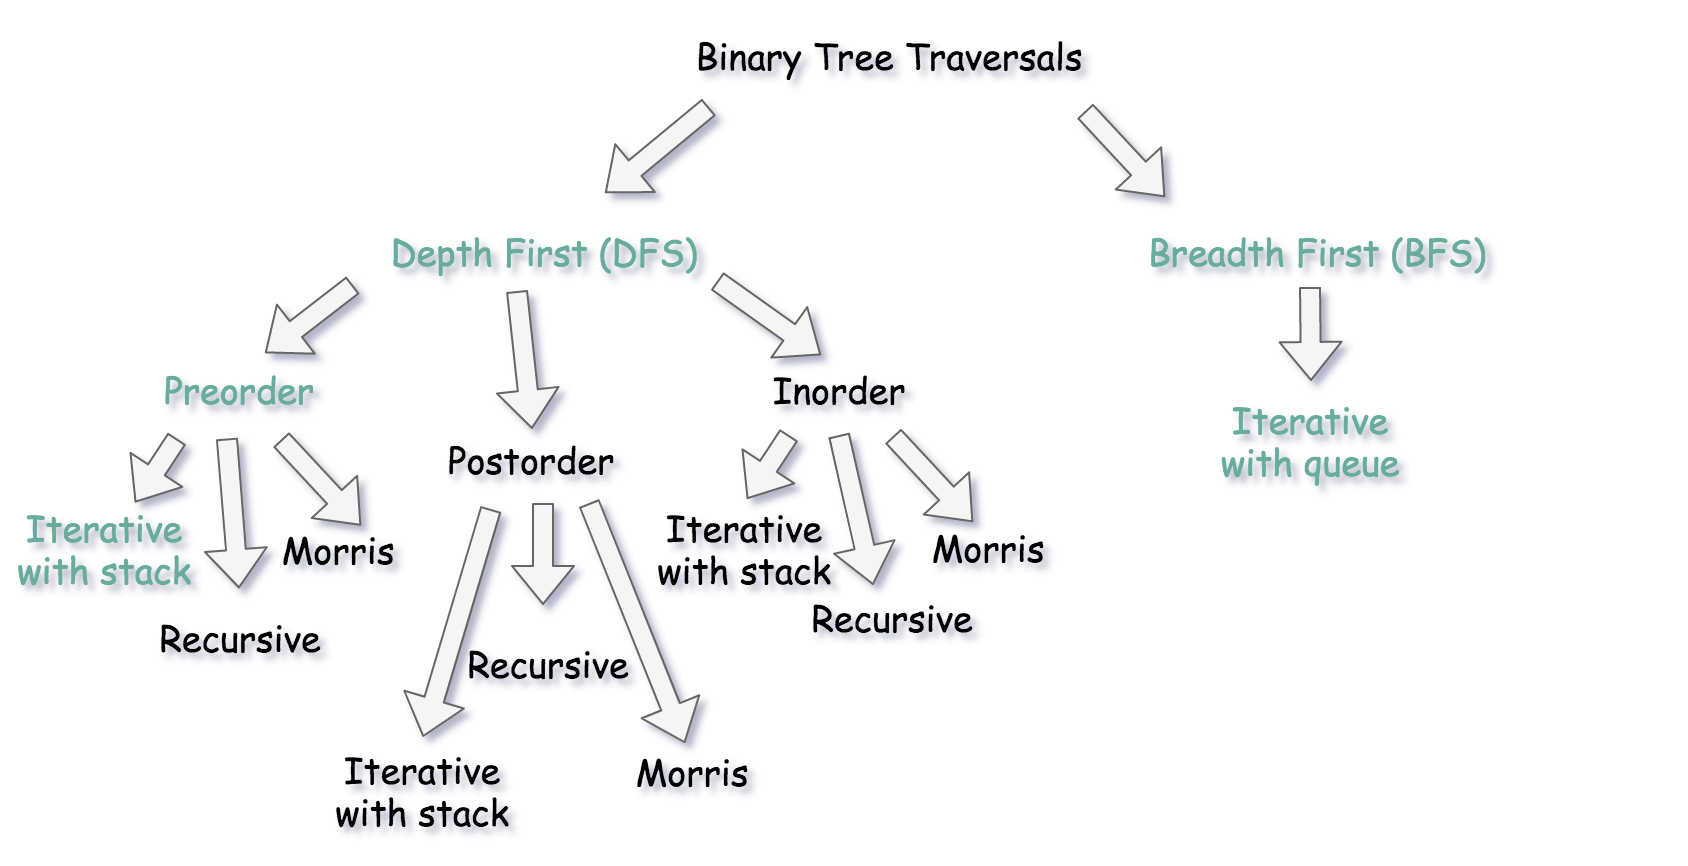 Binary Tree Traversals
Depth First (DFS)
Breadth First (BFS)
Preorder
Inorder
Postorder
Iterative
with queue
Iterative
with stack
Morris
Recursive
Iterative
with stack
Morris
Recursive
Recursive
Iterative
with stack
Morris